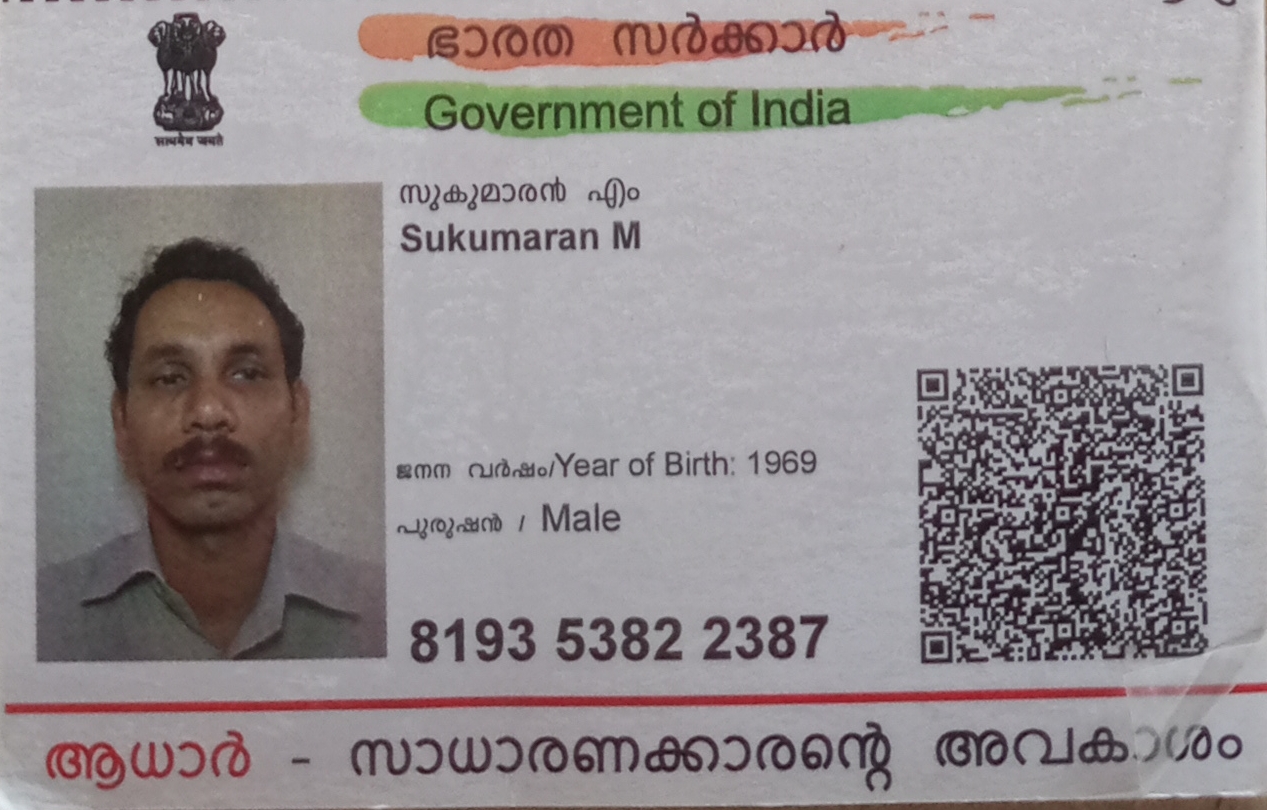 ഭാരത സർക്കാർ
Government of India
सत्यमेव जयते
സുകുമാരൻ എം
Sukumaran M
ജനന വർഷം/Year of Birth: 1969
പുരുഷൻ / Male
8193 5382 2387
ആധാർ - സാധാരണക്കാരന്റെ അവകാശം